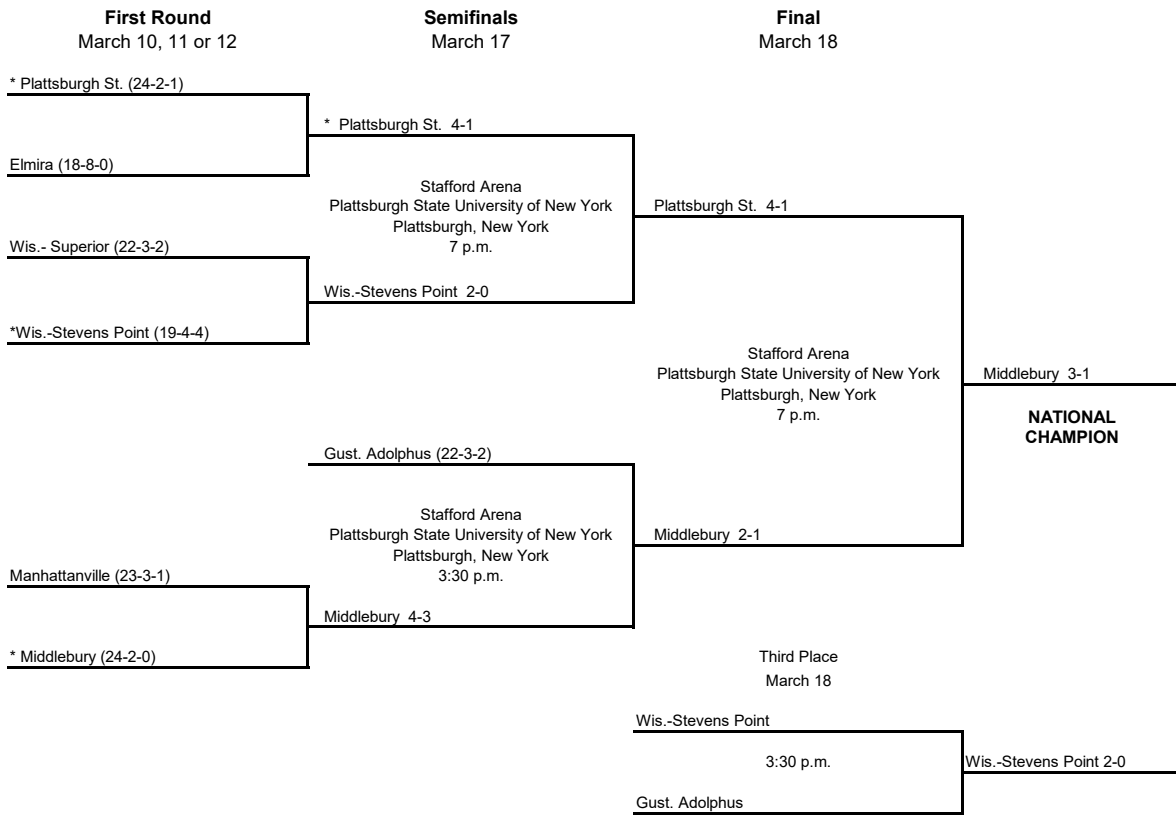 First Round
March 10, 11 or 12
Semifinals
March 17
Final
March 18
* Plattsburgh St. (24-2-1)
* Plattsburgh St. 4-1
Elmira (18-8-0)
Stafford Arena
Plattsburgh State University of New York
Plattsburgh, New York
7 p.m.
Plattsburgh St. 4-1
Wis.- Superior (22-3-2)
Wis.-Stevens Point 2-0
*Wis.-Stevens Point (19-4-4)
Stafford Arena
Plattsburgh State University of New York
Plattsburgh, New York
7 p.m.
Middlebury 3-1
NATIONAL
CHAMPION
Gust. Adolphus (22-3-2)
Stafford Arena
Plattsburgh State University of New York
Plattsburgh, New York
3:30 p.m.
Middlebury 2-1
Manhattanville (23-3-1)
Middlebury 4-3
* Middlebury (24-2-0)
Third Place
March 18
Wis.-Stevens Point
3:30 p.m.
Wis.-Stevens Point 2-0
Gust. Adolphus